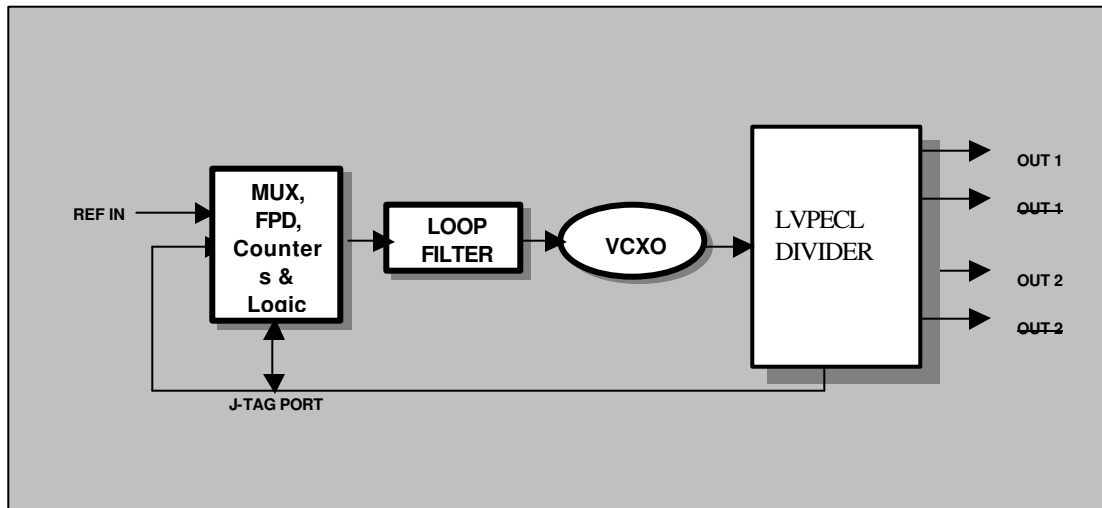 REF IN
MUX,
FPD,
Counter
s &
Logic
LOOP
FILTER
VCXO
LVPECL
DIVIDER
OUT 1
OUT 1
OUT 2
OUT 2
J-TAG PORT